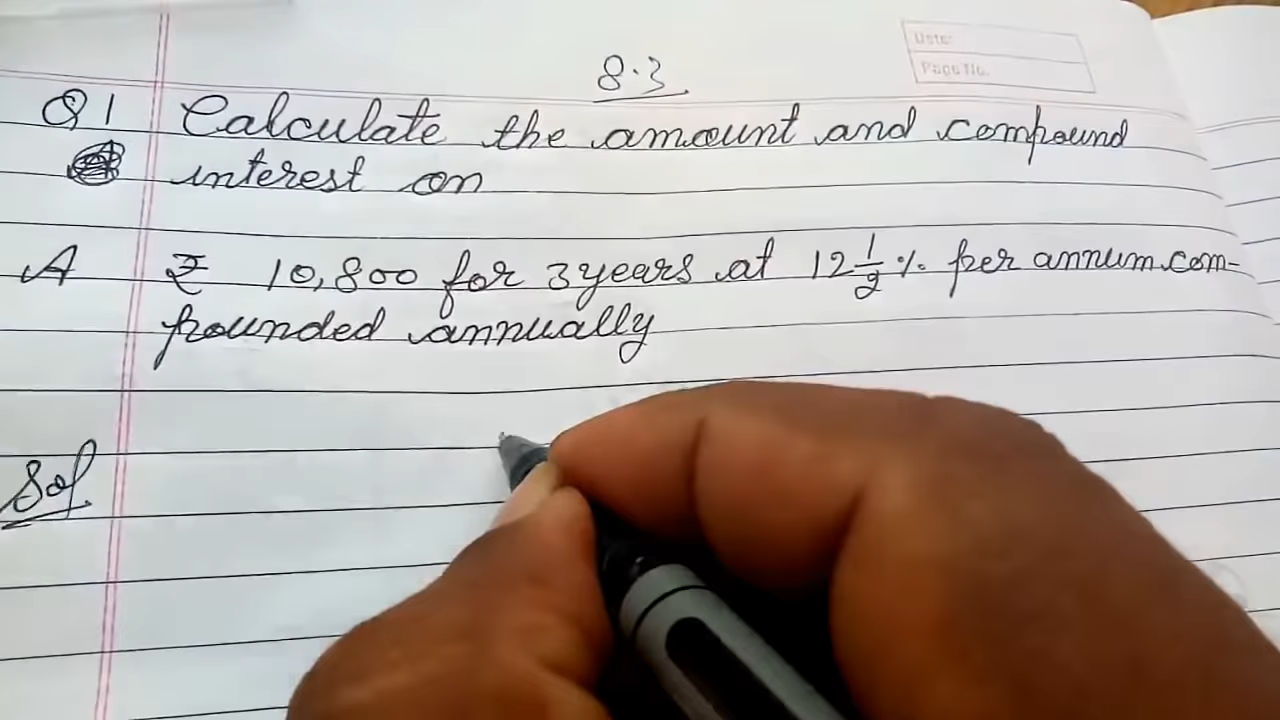 Date:
Page No.
8.3
Q1 Calculate the amount and compound
interest on
A ₹ 10,800 for 3 years at 12 1/2 % per annum com-
pounded annually
Sol